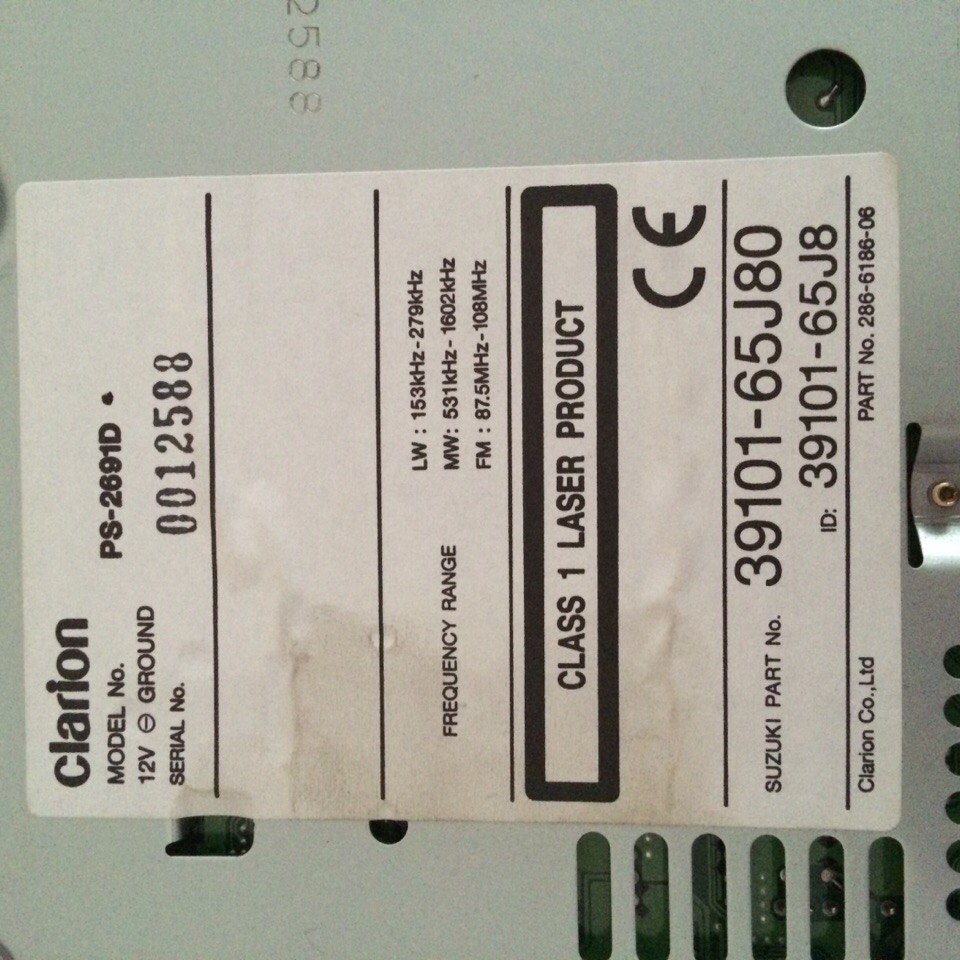 2588
Clarion
MODEL No. PS-2691D
12V ⊖ GROUND
SERIAL No. 0012588
FREQUENCY RANGE
LW : 153kHz-279kHz
MW: 531kHz-1602kHz
FM : 87.5MHz-108MHz
CLASS 1 LASER PRODUCT
CE
SUZUKI PART No. 39101-65J80
ID: 39101-65J8
Clarion Co.,Ltd PART No. 286-6186-06